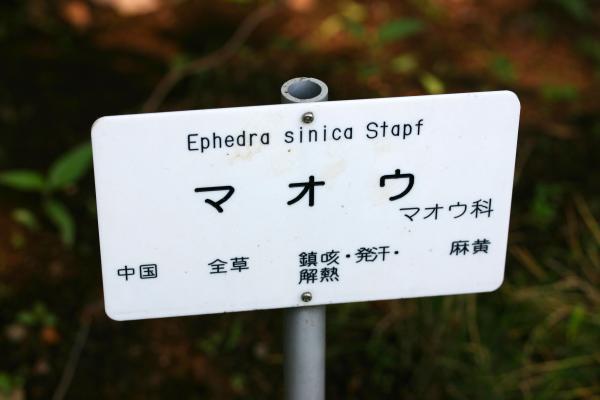 Ephedra sinica Stapf
マオウ
マオウ科
中国 全草 鎮咳・発汗・ 麻黄
解熱